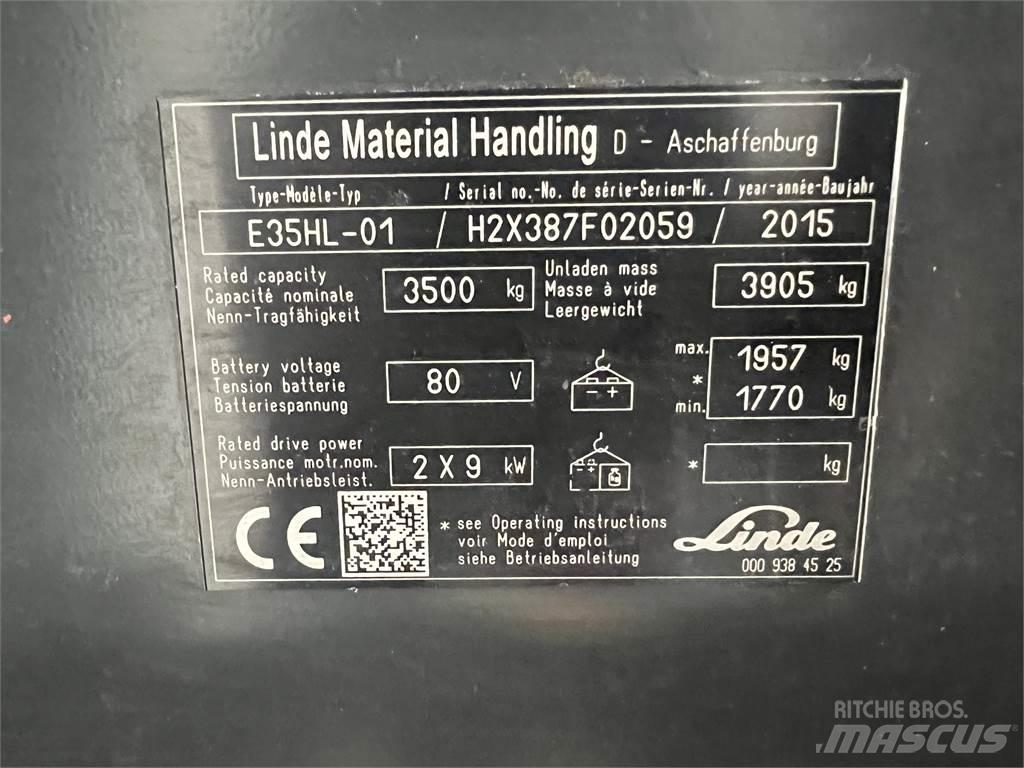 Linde Material Handling D - Aschaffenburg
Type-Modèle-Typ / Serial no.-No. de série-Serien-Nr. / year-année-Baujahr
E35HL-01 / H2X387F02059 / 2015
Rated capacity
Capacité nominale
Nenn-Tragfähigkeit
3500 kg
Unladen mass
Masse à vide
Leergewicht
3905 kg
Battery voltage
Tension batterie
Batteriespannung
80 V
- +
max. 1957 kg
*
min. 1770 kg
Rated drive power
Puissance motr.nom.
Nenn-Antriebsleist.
2 X 9 kW
- +
kg
* kg
CE
* see Operating instructions
voir Mode d'emploi
siehe Betriebsanleitung
Linde
000 938 45 25
RITCHIE BROS.
MASCUS